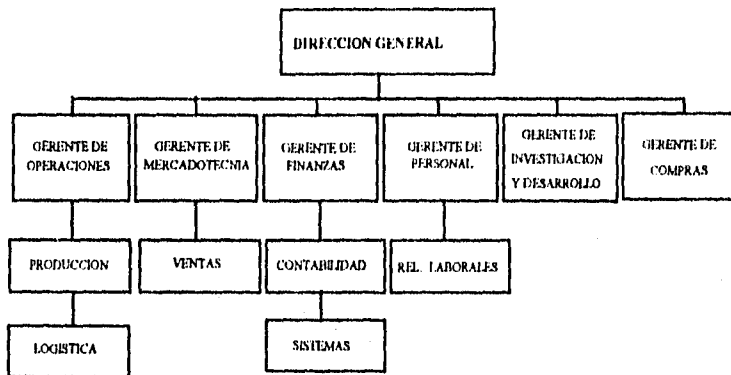 DIRECCION GENERAL
GERENTE DE
OPERACIONES
GERENTE DE
MERCADOTECNIA
GERENTE DE
FINANZAS
GERENTE DE
PERSONAL
GERENTE DE
INVESTIGACION
Y DESARROLLO
GERENTE DE
COMPRAS
PRODUCCION
VENTAS
CONTABILIDAD
REL. LABORALES
LOGISTICA
SISTEMAS